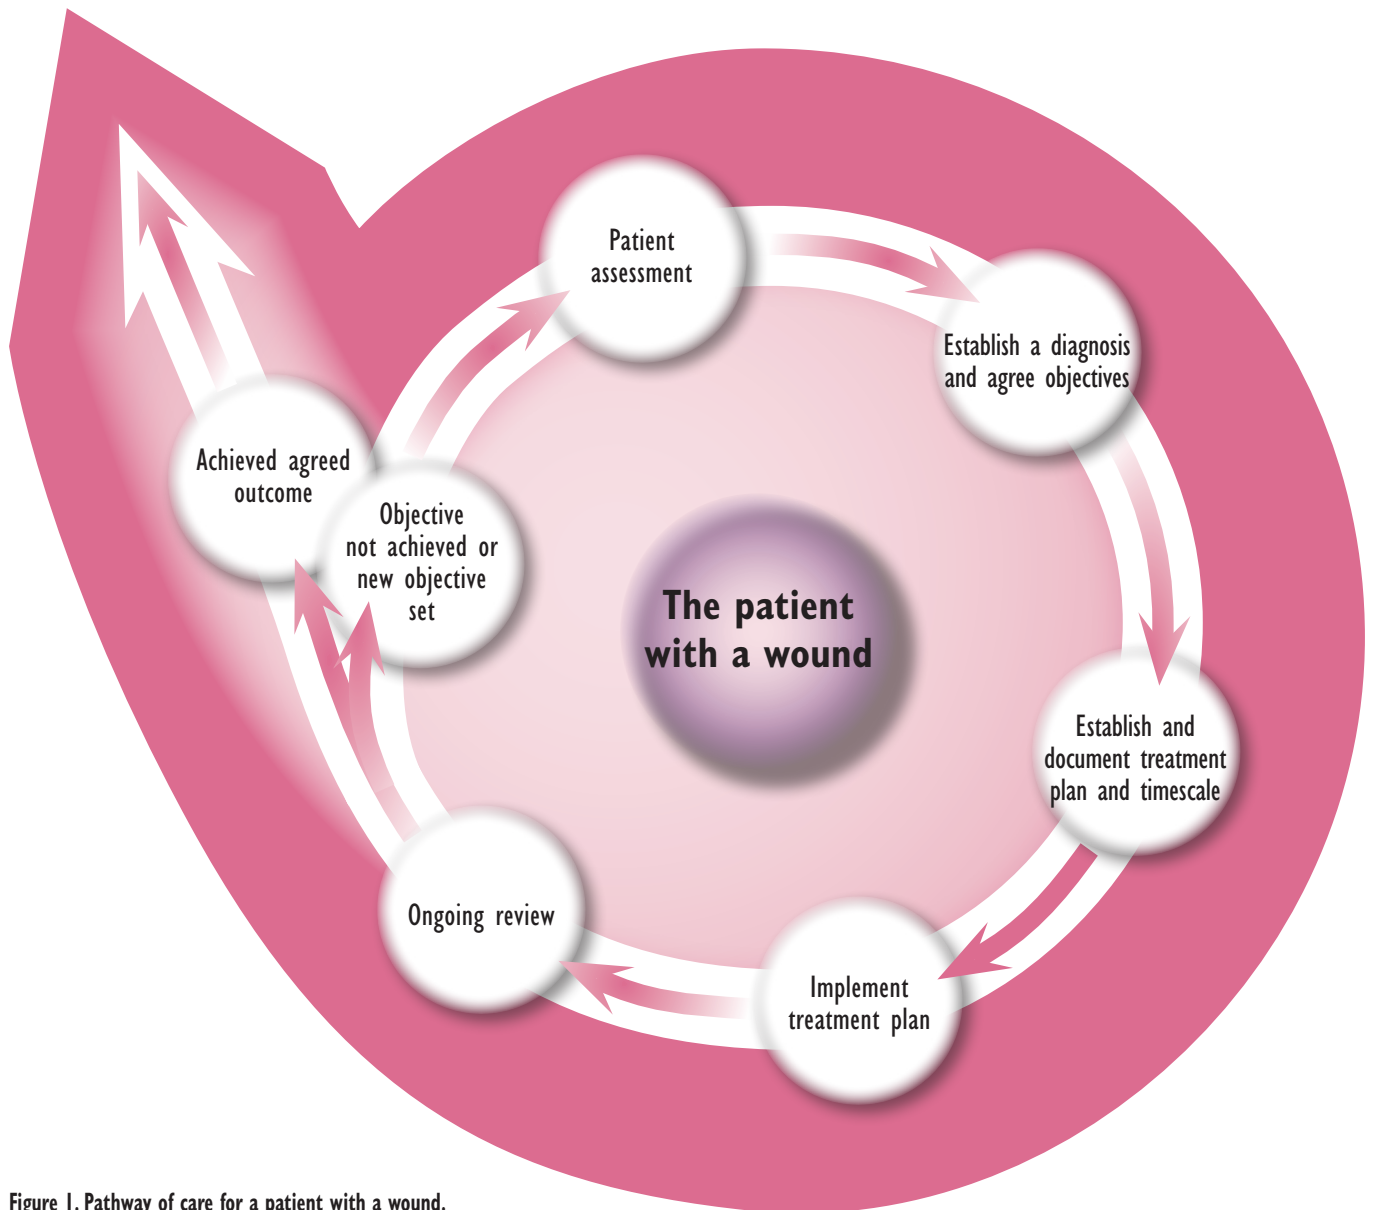 Patient
assessment
Establish a diagnosis
and agree objectives
Achieved agreed
outcome
Objective
not achieved or
new objective
set
The patient
with a wound
Establish and
document treatment
plan and timescale
Ongoing review
Implement
treatment plan
Figure 1. Pathway of care for a patient with a wound.